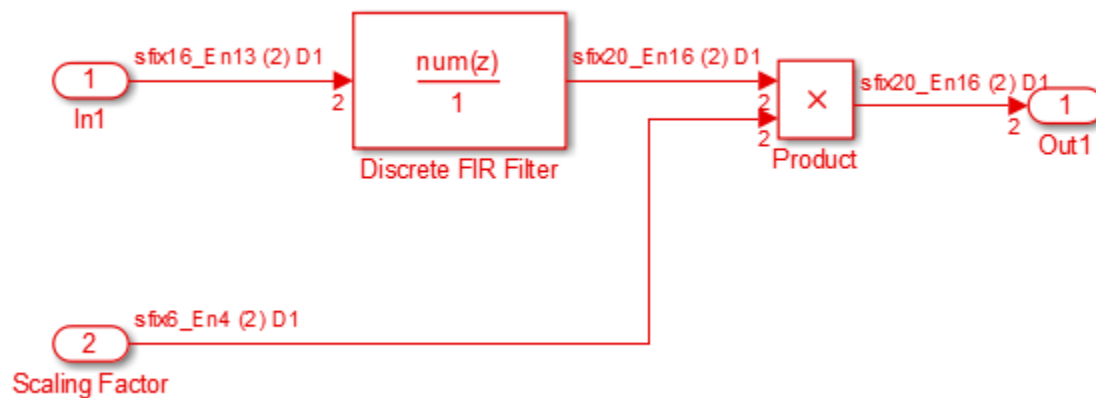 sfix16_En13 (2) D1
num(z)
1
sfix20_En16 (2) D1
sfix20_En16 (2) D1
1
In1
2
Discrete FIR Filter
2
2
×
Product
2
1
Out1
sfix6_En4 (2) D1
2
Scaling Factor